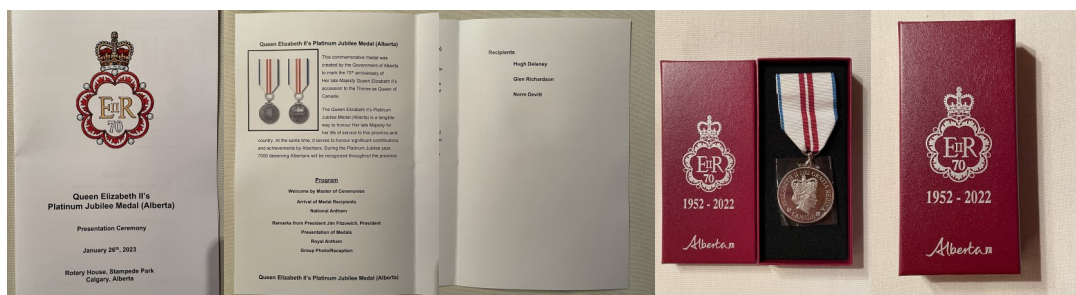 EIIR
70
Queen Elizabeth II's
Platinum Jubilee Medal (Alberta)
Presentation Ceremony
January 26th, 2023
Rotary House, Stampede Park
Calgary, Alberta
Queen Elizabeth II's Platinum Jubilee Medal (Alberta)
This commemorative medal was
created by the Government of Alberta
to mark the 70th anniversary of
Her late Majesty Queen Elizabeth II's
accession to the Throne as Queen of
Canada.
The Queen Elizabeth II's Platinum
Jubilee Medal (Alberta) is a tangible
way to honour Her late Majesty for
her life of service to this province and
country. At the same time, it serves to honour significant contributions
and achievements by Albertans. During the Platinum Jubilee year,
7000 deserving Albertans will be recognized throughout the province.
Program
Welcome by Master of Ceremonies
Arrival of Medal Recipients
National Anthem
Remarks from President Jim Fitzowich, President
Presentation of Medals
Royal Anthem
Group Photo/Reception
Queen Elizabeth II's Platinum Jubilee Medal (Alberta)
Recipients
Hugh Delaney
Glen Richardson
Norm Devitt
EIIR
70
1952 - 2022
Alberta
CANADA
EIIR
70
1952 - 2022
Alberta